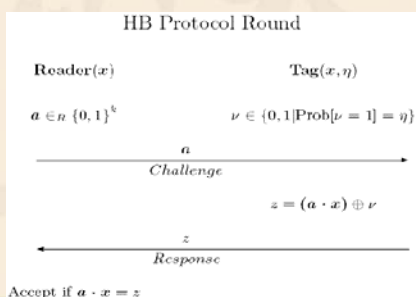 HB Protocol Round
Reader(x) Tag(x, η)
a ∈R {0, 1}^k ν ∈ {0, 1|Prob[ν = 1] = η}
a
Challenge
z = (a · x) ⊕ ν
z
Response
Accept if a · x = z